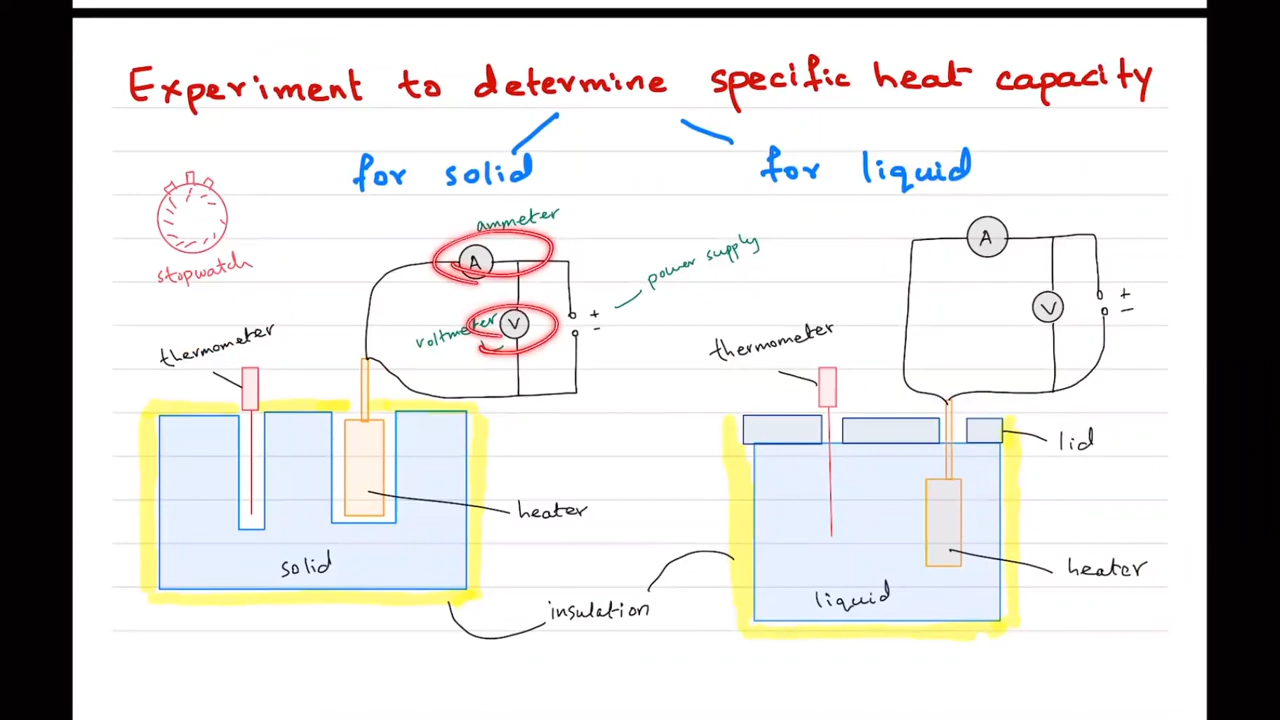 Experiment to determine specific heat capacity
for solid
for liquid
stopwatch
ammeter
A
voltmeter
V
+
-
power supply
thermometer
heater
solid
insulation
A
V
+
-
thermometer
lid
heater
liquid